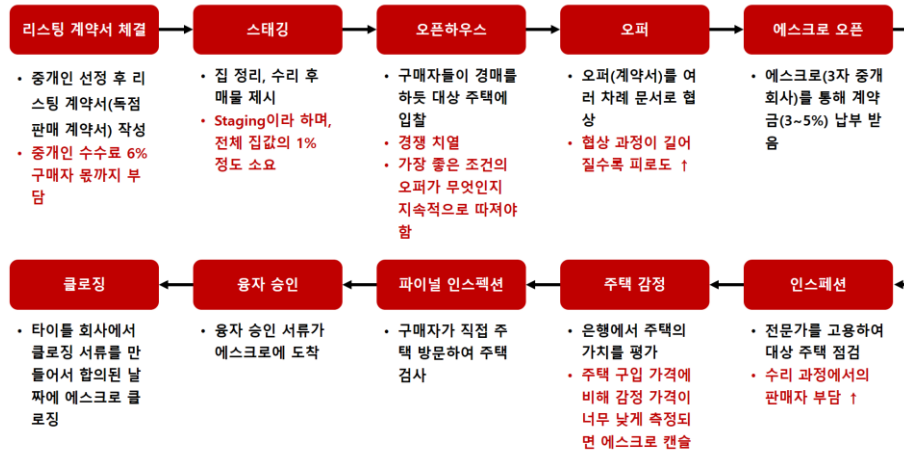 리스팅 계약서 체결
• 중개인 선정 후 리
스팅 계약서(독점
판매 계약서) 작성
• 중개인 수수료 6%
구매자 몫까지 부
담
스태깅
• 집 정리, 수리 후
매물 제시
• Staging이라 하며,
전체 집값의 1%
정도 소요
오픈하우스
• 구매자들이 경매를
하듯 대상 주택에
입찰
• 경쟁 치열
• 가장 좋은 조건의
오퍼가 무엇인지
지속적으로 따져야
함
오퍼
• 오퍼(계약서)를 여
러 차례 문서로 협
상
• 협상 과정이 길어
질수록 피로도 ↑
에스크로 오픈
• 에스크로(3자 중개
회사)를 통해 계약
금(3~5%) 납부 받
음
인스페션
• 전문가를 고용하여
대상 주택 점검
• 수리 과정에서의
판매자 부담 ↑
주택 감정
• 은행에서 주택의
가치를 평가
• 주택 구입 가격에
비해 감정 가격이
너무 낮게 측정되
면 에스크로 캔슬
파이널 인스펙션
• 구매자가 직접 주
택 방문하여 주택
검사
융자 승인
• 융자 승인 서류가
에스크로에 도착
클로징
• 타이틀 회사에서
클로징 서류를 만
들어서 합의된 날
짜에 에스크로 클
로징